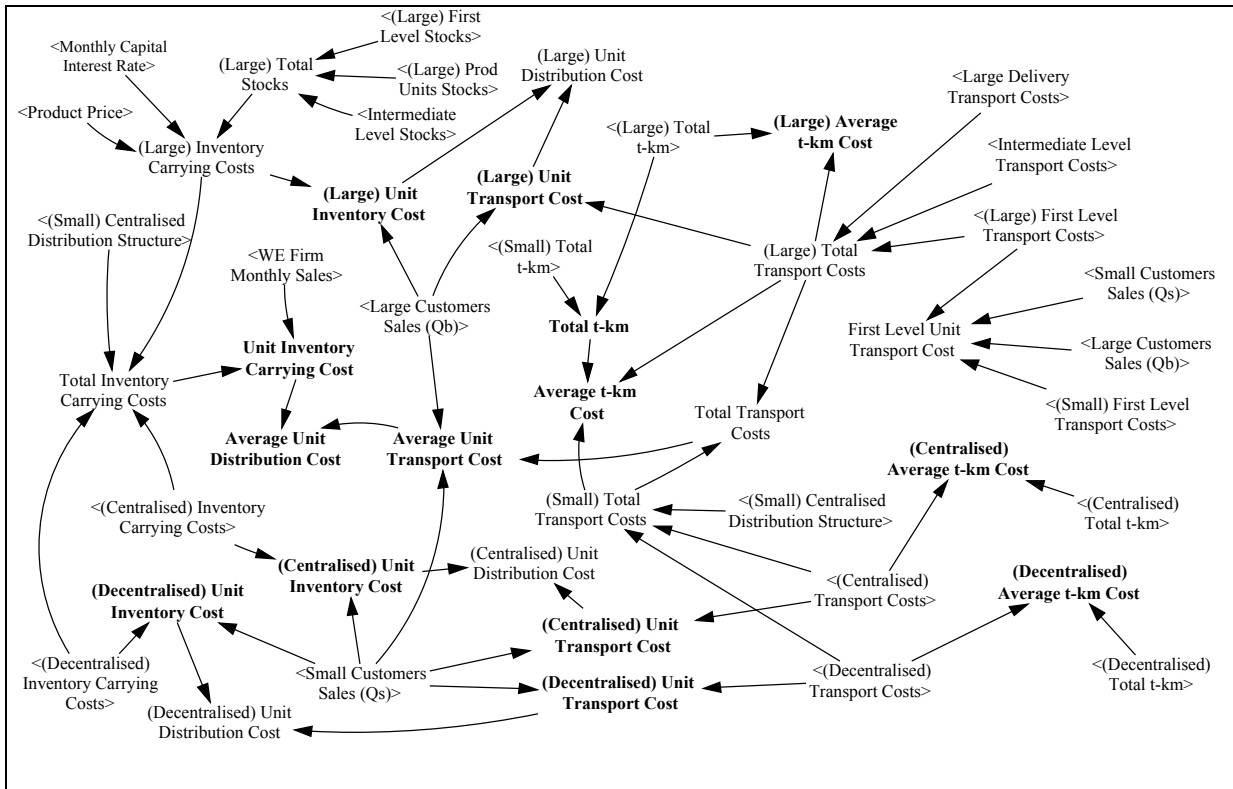 <(Large) First
Level Stocks>
<Monthly Capital
Interest Rate>
(Large) Total
Stocks
(Large) Unit
Distribution Cost
<(Large) Prod
Units Stocks>
<Large Delivery
Transport Costs>
<Product Price>
<Intermediate
Level Stocks>
<(Large) Total
t-km>
(Large) Average
t-km Cost
(Large) Inventory
Carrying Costs
<Intermediate Level
Transport Costs>
(Large) Unit
Inventory Cost
(Large) Unit
Transport Cost
<(Small) Centralised
Distribution Structure>
<(Large) First Level
Transport Costs>
<(Small) Total
t-km>
(Large) Total
Transport Costs
<WE Firm
Monthly Sales>
<Small Customers
Sales (Qs)>
<Large Customers
Sales (Qb)>
Total t-km
First Level Unit
Transport Cost
<Large Customers
Sales (Qb)>
Unit Inventory
Carrying Cost
Total Inventory
Carrying Costs
Average t-km
Cost
<(Small) First Level
Transport Costs>
Total Transport
Costs
Average Unit
Distribution Cost
Average Unit
Transport Cost
(Centralised)
Average t-km Cost
<(Centralised) Inventory
Carrying Costs>
(Small) Total
Transport Costs
<(Small) Centralised
Distribution Structure>
<(Centralised)
Total t-km>
(Centralised) Unit
Inventory Cost
(Centralised) Unit
Distribution Cost
<(Centralised)
Transport Costs>
(Decentralised)
Average t-km Cost
(Decentralised) Unit
Inventory Cost
(Centralised) Unit
Transport Cost
<(Decentralised)
Inventory Carrying
Costs>
<Small Customers
Sales (Qs)>
<(Decentralised)
Transport Costs>
<(Decentralised)
Total t-km>
(Decentralised) Unit
Transport Cost
(Decentralised) Unit
Distribution Cost